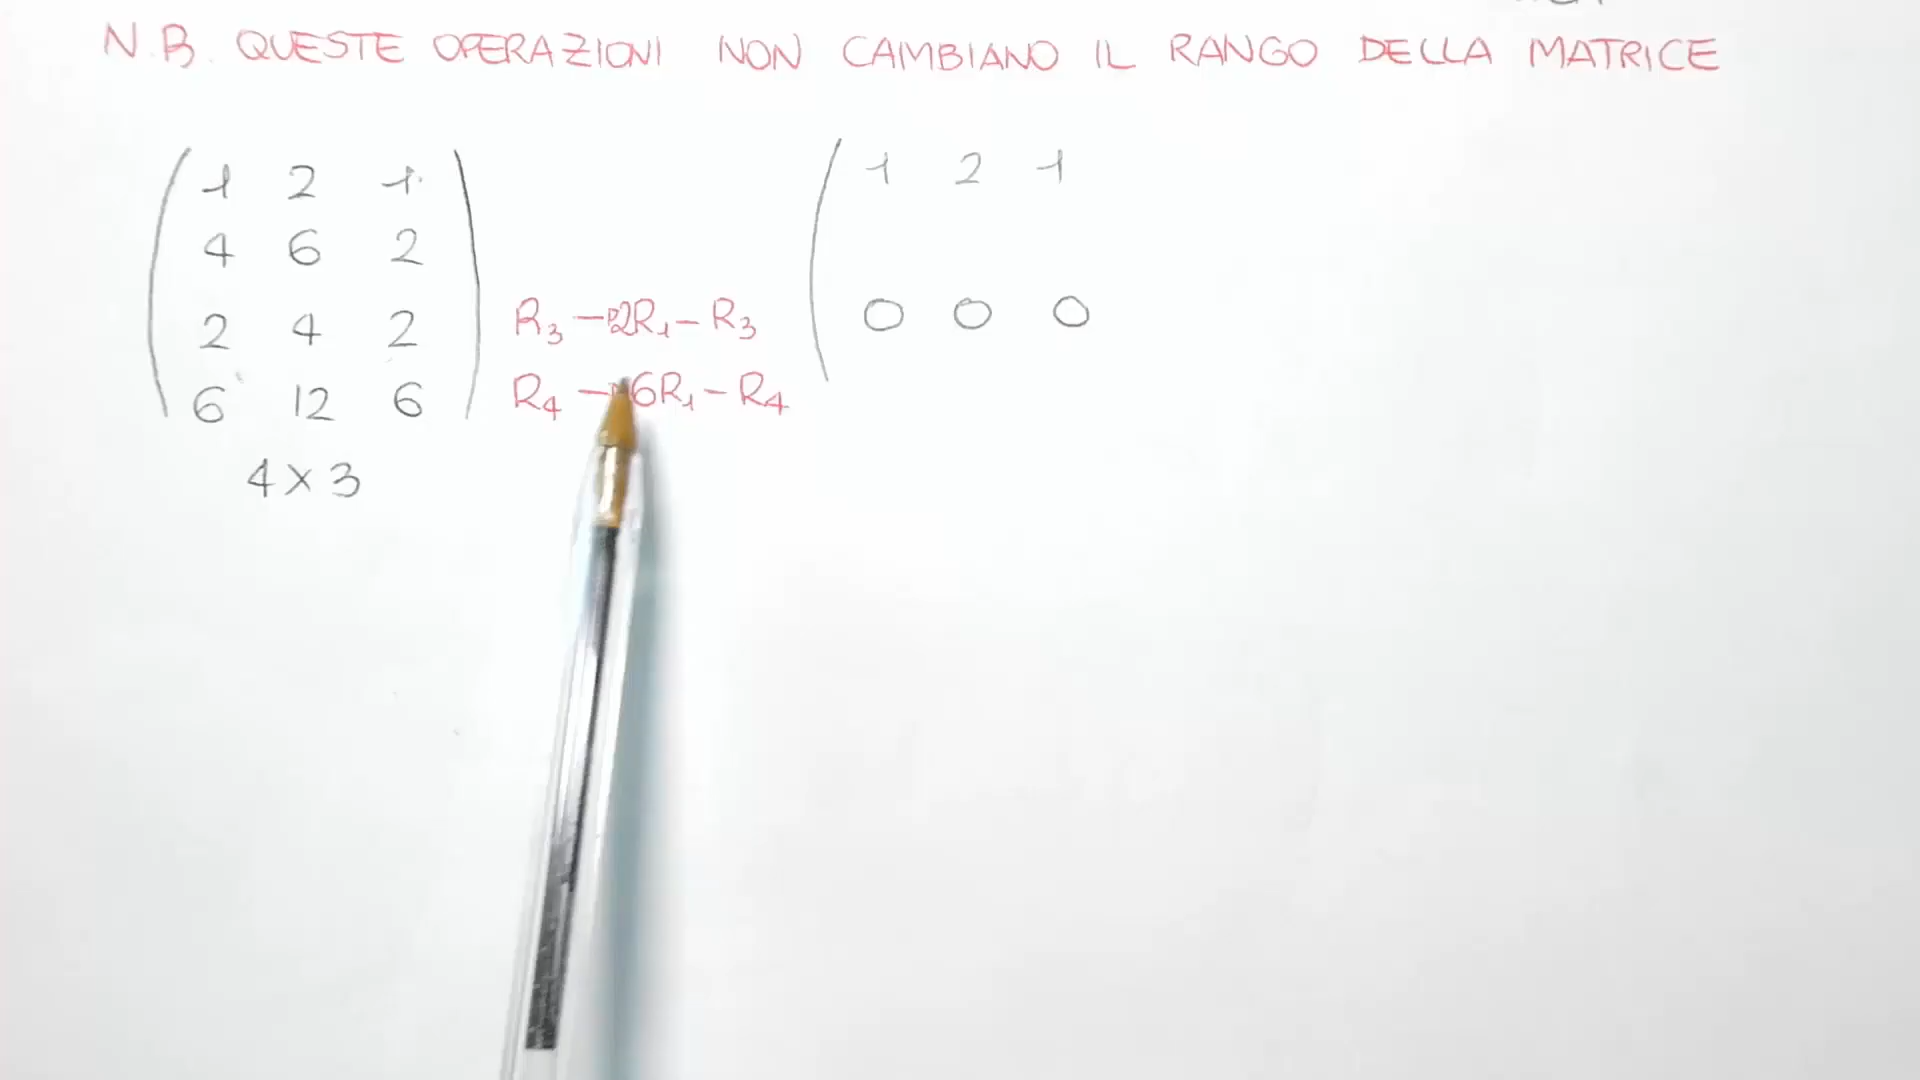 N.B. QUESTE OPERAZIONI NON CAMBIANO IL RANGO DELLA MATRICE
1 2 1
4 6 2
2 4 2
6 12 6
4 x 3
R3 → 2R1 - R3
R4 → 6R1 - R4
1 2 1
0 0 0